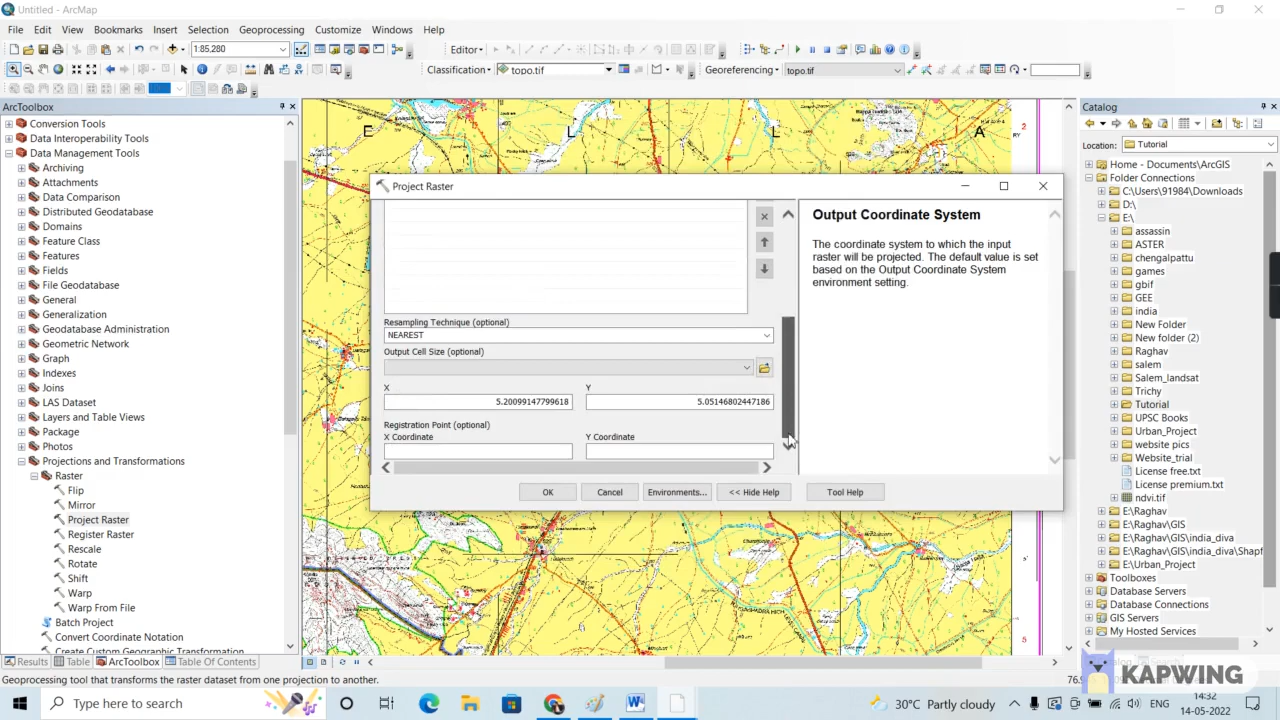 Untitled - ArcMap
File Edit View Bookmarks Insert Selection Geoprocessing Customize Windows Help
1:85,280
Editor
Classification topo.tif
Georeferencing topo.tif
ArcToolbox
Conversion Tools
Data Interoperability Tools
Data Management Tools
Archiving
Attachments
Data Comparison
Distributed Geodatabase
Domains
Feature Class
Features
Fields
File Geodatabase
General
Generalization
Geodatabase Administration
Geometric Network
Graph
Indexes
Joins
LAS Dataset
Layers and Table Views
Package
Photos
Projections and Transformations
Raster
Flip
Mirror
Project Raster
Register Raster
Rescale
Rotate
Shift
Warp
Warp From File
Batch Project
Convert Coordinate Notation
Create Custom Geographic Transformation
Results Table ArcToolbox Table Of Contents
E L L A
RY
2
Project Raster
Resampling Technique (optional)
NEAREST
Output Cell Size (optional)
X Y
5.20099147799618 5.05146802447186
Registration Point (optional)
X Coordinate Y Coordinate
OK Cancel Environments... << Hide Help Tool Help
Output Coordinate System
The coordinate system to which the input
raster will be projected. The default value is set
based on the Output Coordinate System
environment setting.
Catalog
Location: Tutorial
Home - Documents\ArcGIS
Folder Connections
C:\Users\91984\Downloads
D:\
E:\
assassin
ASTER
chengalpattu
games
gbif
GEE
india
New Folder
New folder (2)
Raghav
salem
Salem_landsat
Trichy
Tutorial
UPSC Books
Urban_Project
website pics
Website_trial
License free.txt
License premium.txt
ndvi.tif
E:\Raghav
E:\Raghav\GIS
E:\Raghav\GIS\india_diva
E:\Raghav\GIS\india_diva\Shapf
E:\Urban_Project
Toolboxes
Database Servers
Database Connections
GIS Servers
My Hosted Services
Geoprocessing tool that transforms the raster dataset from one projection to another.
KAPWING
Type here to search
30°C Partly cloudy
ENG
14:32
14-05-2022